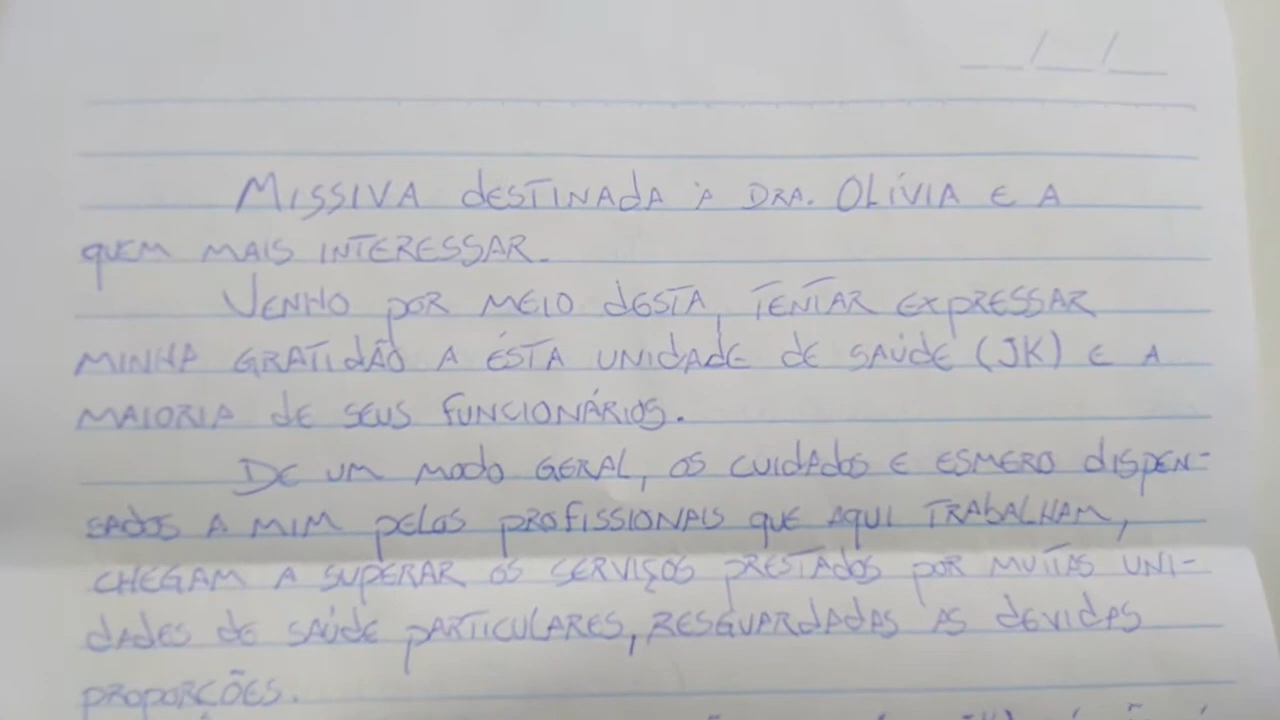 MISSIVA DESTINADA À DRA. OLÍVIA E A
QUEM MAIS INTERESSAR.
VENHO POR MEIO DESTA, TENTAR EXPRESSAR
MINHA GRATIDÃO A ÉSTA UNIDADE DE SAÚDE (JK) E A
MAIORIA DE SEUS FUNCIONÁRIOS.
DE UM MODO GERAL, OS CUIDADOS E ESMERO DISPEN-
SADOS A MIM PELOS PROFISSIONAIS QUE AQUI TRABALHAM,
CHEGAM A SUPERAR OS SERVIÇOS PRESTADOS POR MUITAS UNI-
DADES DE SAÚDE PARTICULARES, RESGUARDADAS AS DEVIDAS
PROPORÇÕES.